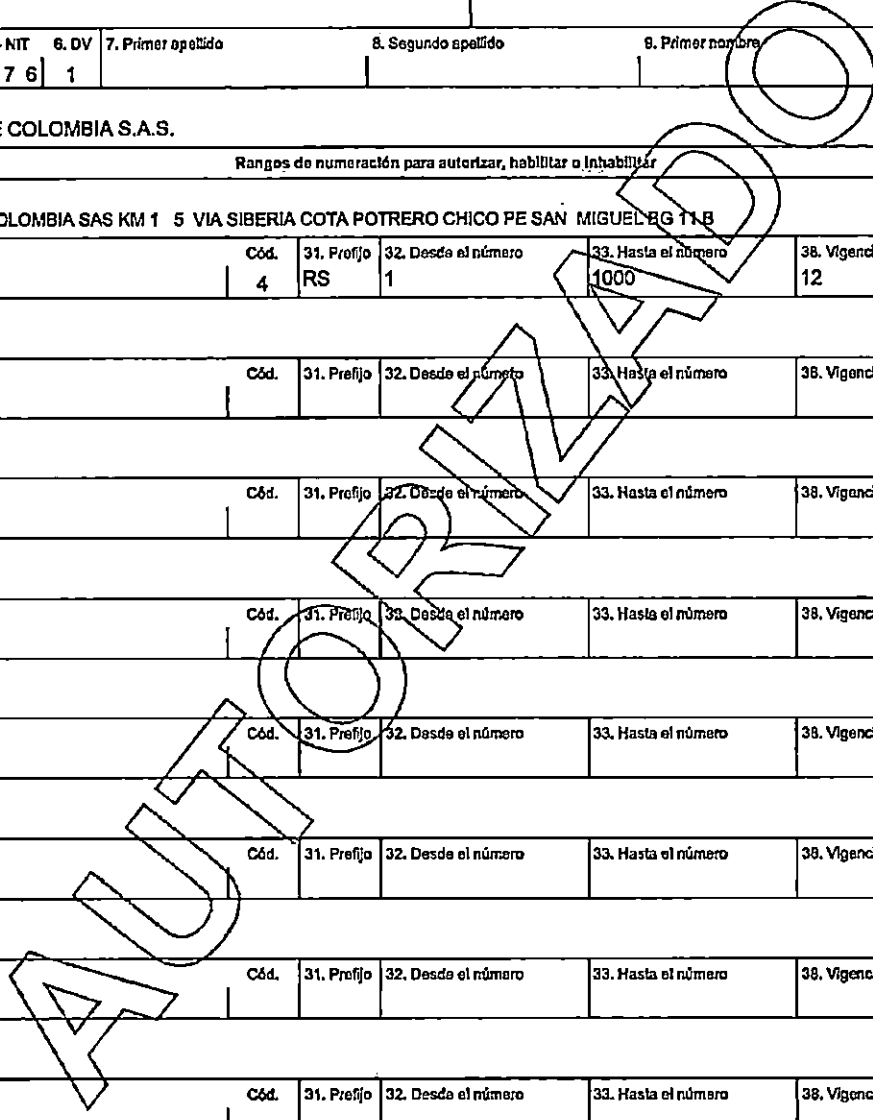 NIT 6. DV 7. Primer apellido 8. Segundo apellido 9. Primer nombre
7 6 1
E COLOMBIA S.A.S.
Rangos de numeración para autorizar, habilitar o inhabilitar
OLOMBIA SAS KM 1 5 VIA SIBERIA COTA POTRERO CHICO PE SAN MIGUEL BG 11 B
Cód. 31. Prefijo 32. Desde el número 33. Hasta el número 38. Vigenci
4 RS 1 1000 12
Cód. 31. Prefijo 32. Desde el número 33. Hasta el número 38. Vigenci
Cód. 31. Prefijo 32. Desde el número 33. Hasta el número 38. Vigenci
Cód. 31. Prefijo 32. Desde el número 33. Hasta el número 38. Vigenc
Cód. 31. Prefijo 32. Desde el número 33. Hasta el número 38. Vigenci
Cód. 31. Prefijo 32. Desde el número 33. Hasta el número 38. Vigenci
Cód. 31. Prefijo 32. Desde el número 33. Hasta el número 38. Vigenc
Cód. 31. Prefijo 32. Desde el número 33. Hasta el número 38. Vigenci
AUTORIZADO